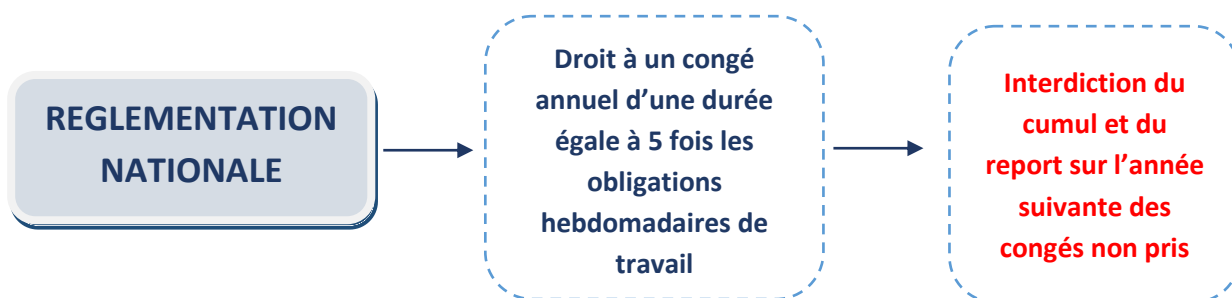 REGLEMENTATION
NATIONALE
Droit à un congé
annuel d’une durée
égale à 5 fois les
obligations
hebdomadaires de
travail
Interdiction du
cumul et du
report sur l’année
suivante des
congés non pris